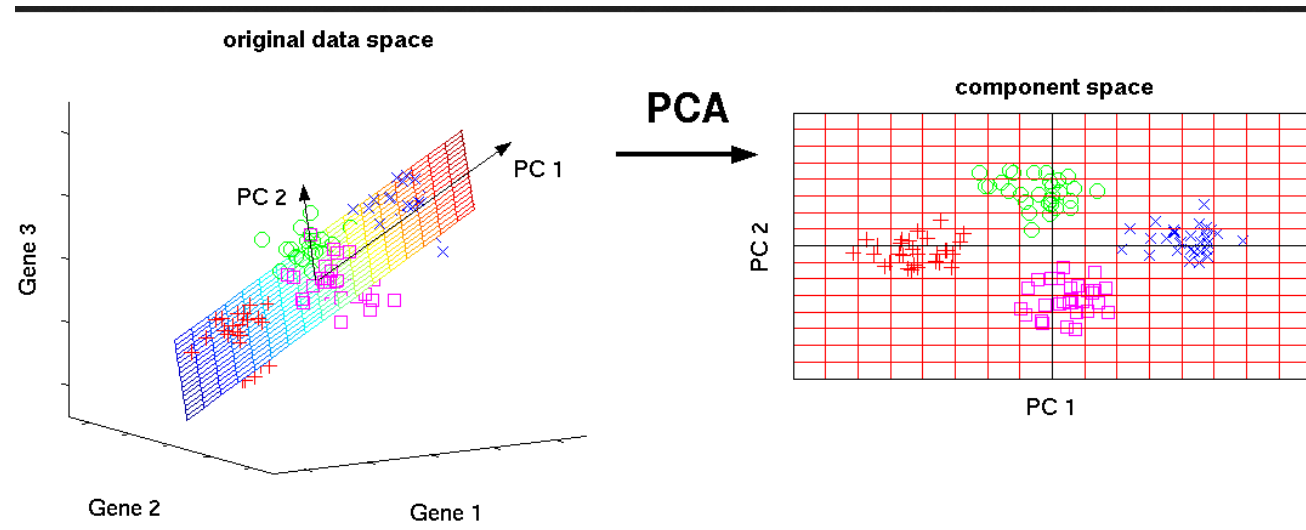 original data space
PCA
component space
PC 1
PC 2
Gene 3
Gene 2
Gene 1
PC 2
PC 1